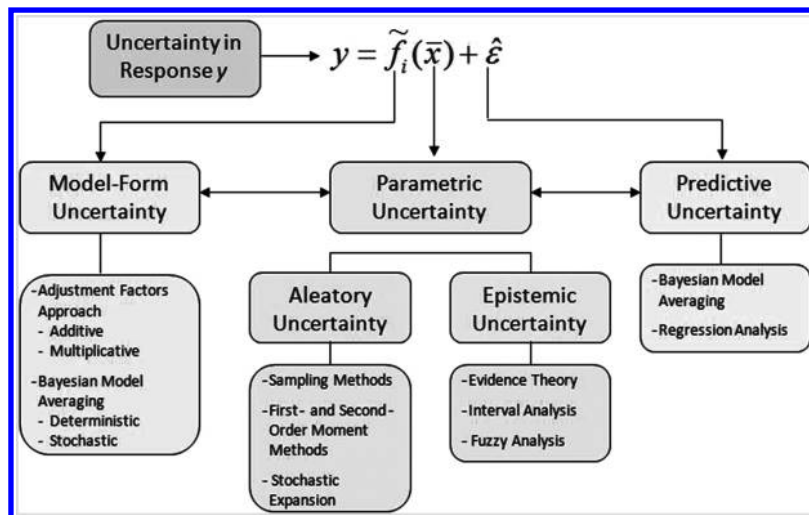 Uncertainty in
Response y
y = f̃ᵢ(x̄) + ε̂
Model-Form
Uncertainty
Parametric
Uncertainty
Predictive
Uncertainty
-Adjustment Factors
Approach
- Additive
- Multiplicative
-Bayesian Model
Averaging
- Deterministic
- Stochastic
Aleatory
Uncertainty
Epistemic
Uncertainty
-Sampling Methods
-First- and Second-
Order Moment
Methods
- Stochastic
Expansion
-Evidence Theory
-Interval Analysis
- Fuzzy Analysis
-Bayesian Model
Averaging
-Regression Analysis